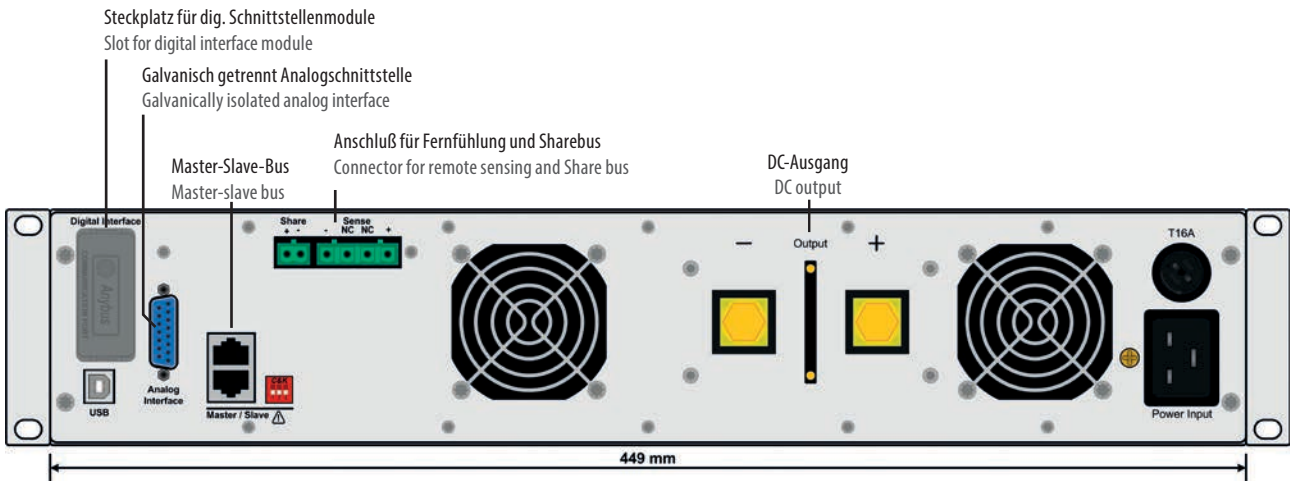 Steckplatz für dig. Schnittstellenmodule
Slot for digital interface module
Galvanisch getrennt Analogschnittstelle
Galvanically isolated analog interface
Master-Slave-Bus
Master-slave bus
Anschluß für Fernfühlung und Sharebus
Connector for remote sensing and Share bus
DC-Ausgang
DC output
Digital Interface
Share
+ -
Sense
- NC NC +
− Output +
T16A
Anybus
COMMUNICATION PORT
USB
Analog
Interface
C&K
Master / Slave
Power Input
449 mm